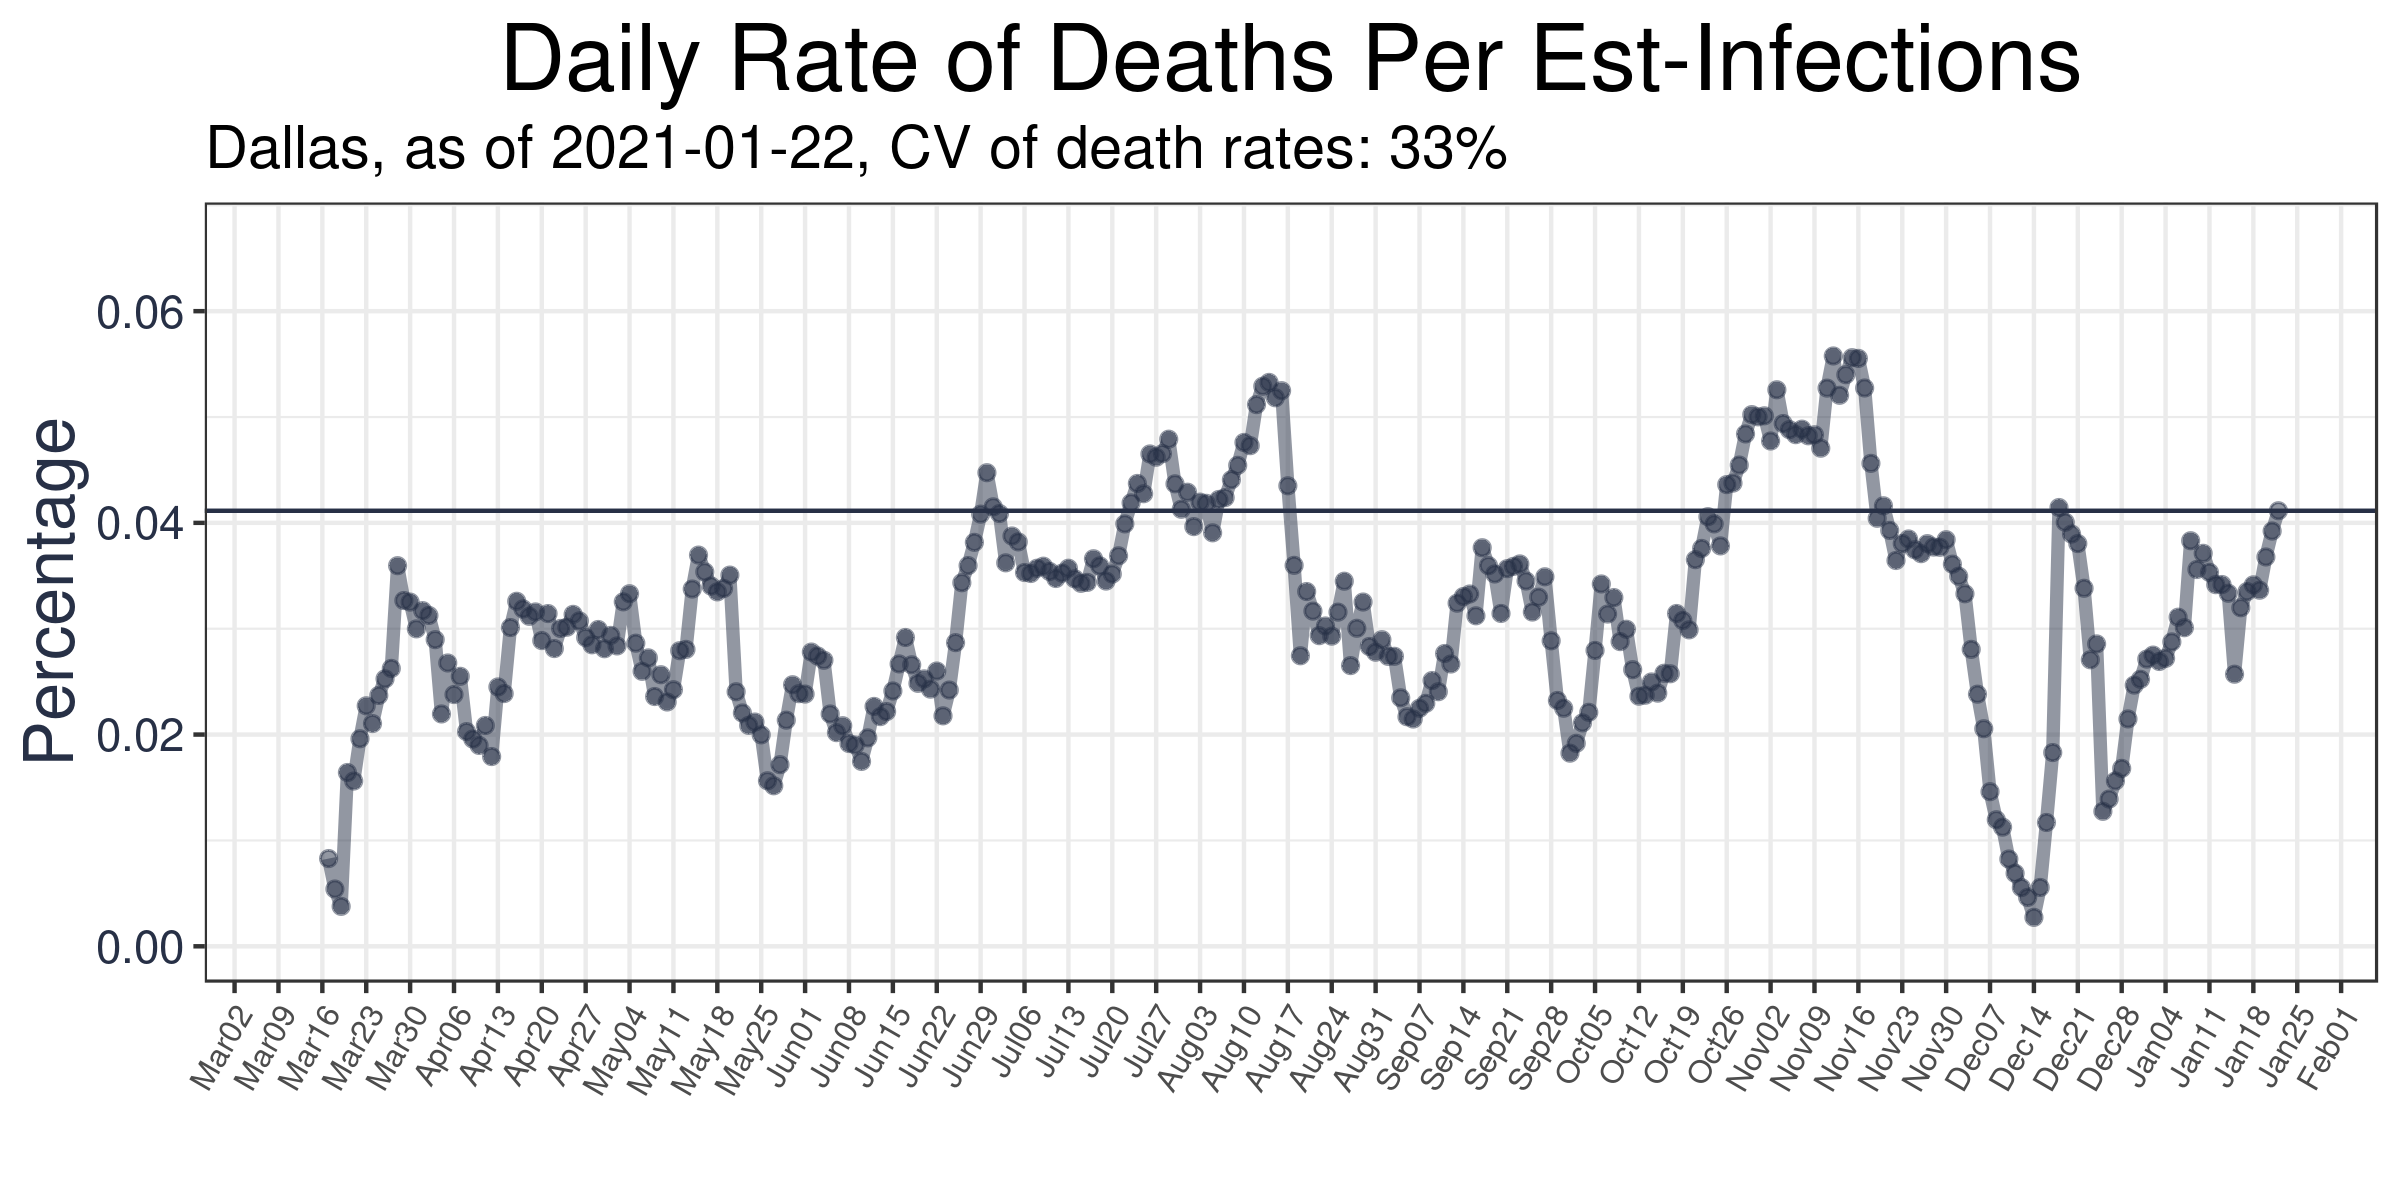 Daily Rate of Deaths Per Est-Infections
Dallas, as of 2021-01-22, CV of death rates: 33%
Percentage
0.06
0.04
0.02
0.00
Mar02
Mar09
Mar16
Mar23
Mar30
Apr06
Apr13
Apr20
Apr27
May04
May11
May18
May25
Jun01
Jun08
Jun15
Jun22
Jun29
Jul06
Jul13
Jul20
Jul27
Aug03
Aug10
Aug17
Aug24
Aug31
Sep07
Sep14
Sep21
Sep28
Oct05
Oct12
Oct19
Oct26
Nov02
Nov09
Nov16
Nov23
Nov30
Dec07
Dec14
Dec21
Dec28
Jan04
Jan11
Jan18
Jan25
Feb01